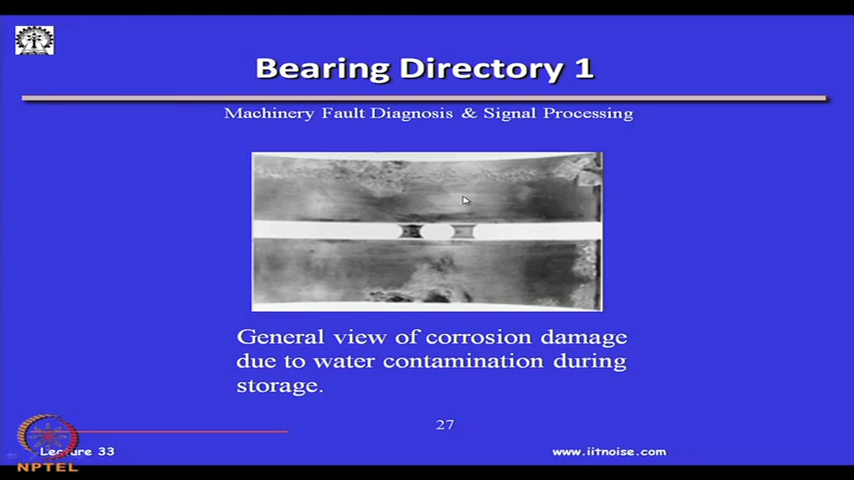 Bearing Directory 1
Machinery Fault Diagnosis & Signal Processing
General view of corrosion damage
due to water contamination during
storage.
27
Lecture 33
www.iitnoise.com
NPTEL